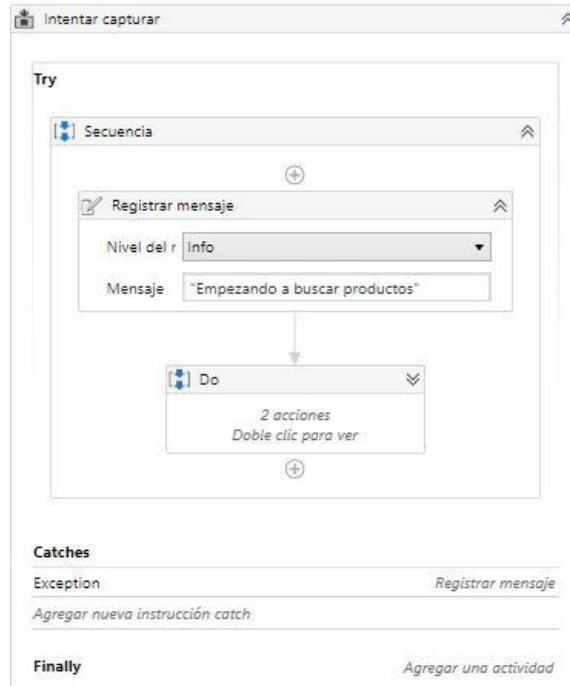 Intentar capturar
Try
Secuencia
Registrar mensaje
Nivel del r Info
Mensaje "Empezando a buscar productos"
Do
2 acciones
Doble clic para ver
Catches
Exception Registrar mensaje
Agregar nueva instrucción catch
Finally Agregar una actividad